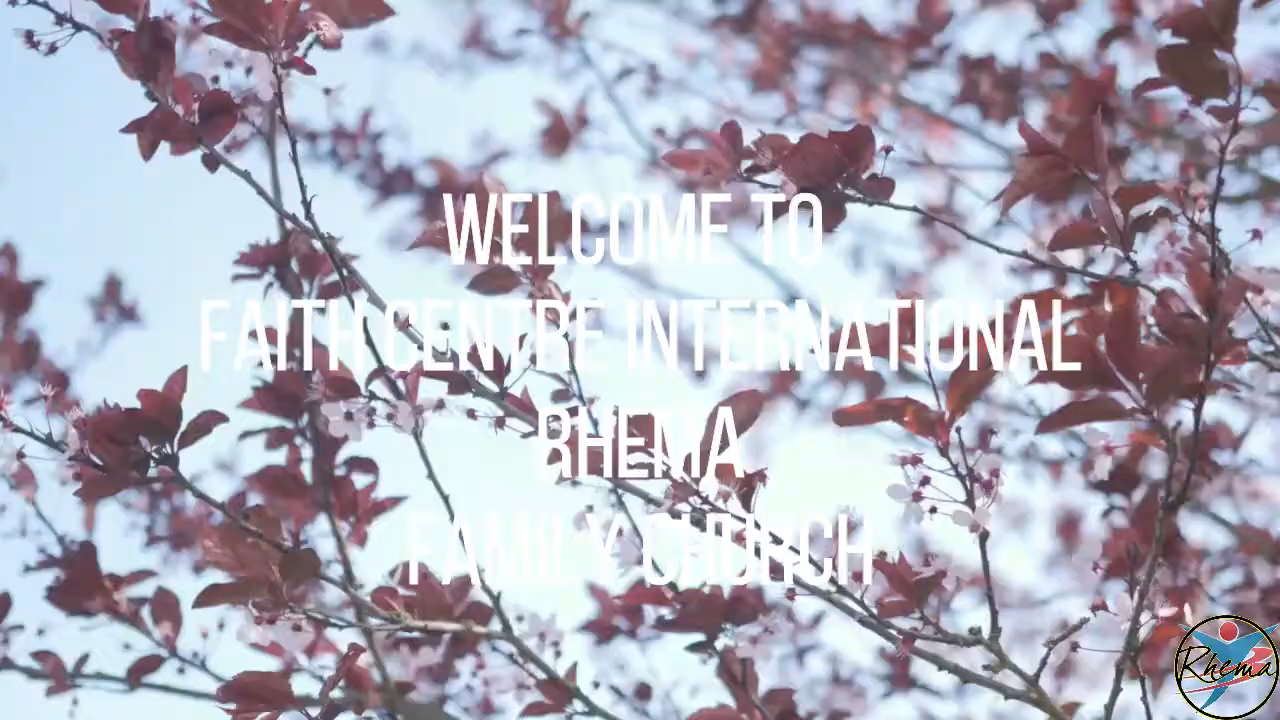 WELCOME TO
FAITH CENTRE INTERNATIONAL
RHEMA
FAMILY CHURCH
Rhema